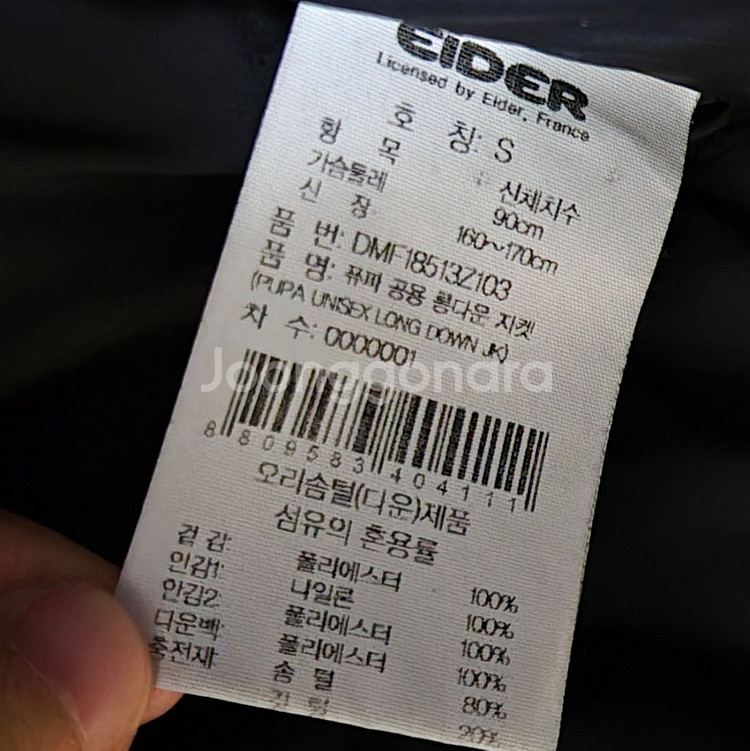 EIDER
Licensed by Eider, France
호 칭: S
항 목 신체치수
가슴둘레 90cm
신 장 160~170cm
품 번: DMF18513Z103
품 명: 퓨파 공용 롱다운 자켓
(PUPA UNISEX LONG DOWN JK)
차 수: 0000001
Joonggonara
8 809583 404111
오리솜털(다운)제품
섬유의 혼용률
겉 감: 폴리에스터 100%
안감1: 나일론 100%
안감2: 폴리에스터 100%
다운백: 폴리에스터 100%
충전재: 솜 털 80%
깃 털 20%